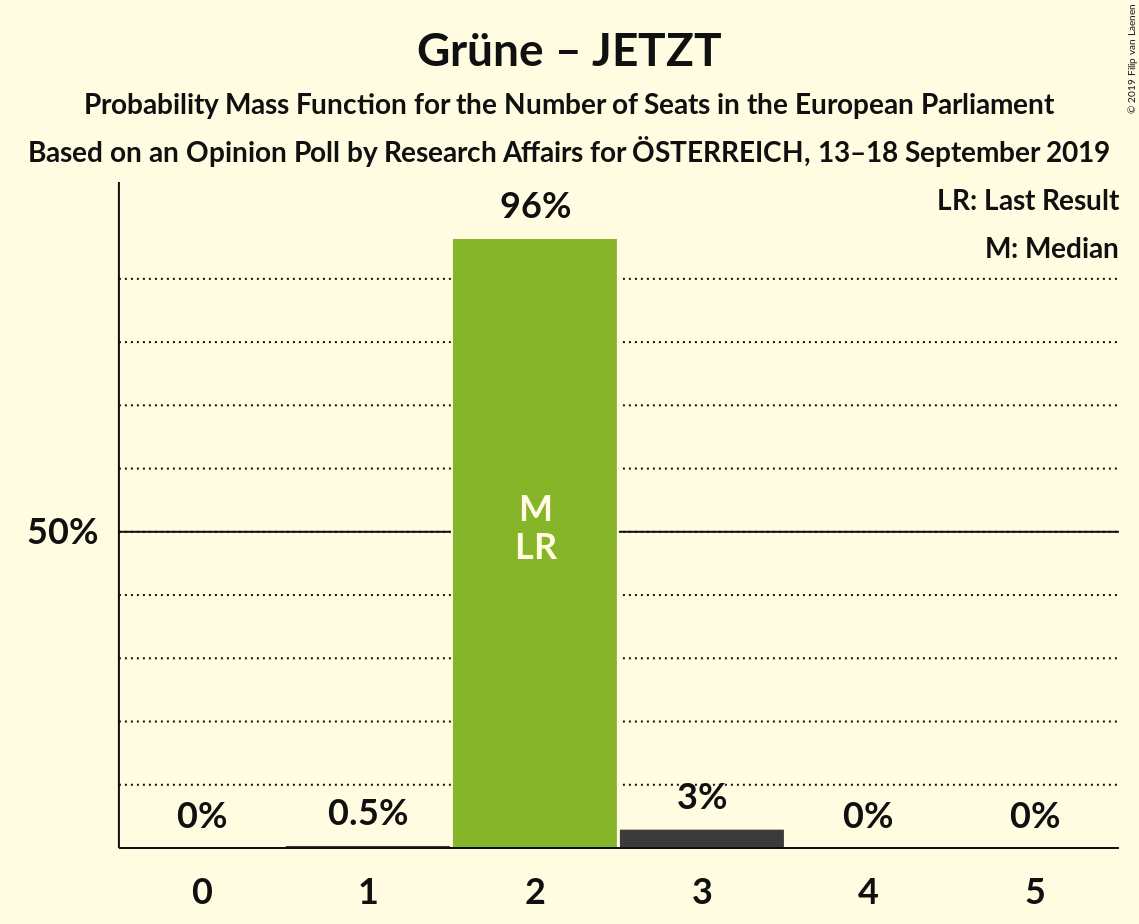 Grüne – JETZT
Probability Mass Function for the Number of Seats in the European Parliament
Based on an Opinion Poll by Research Affairs for ÖSTERREICH, 13–18 September 2019
© 2019 Filip van Laenen
LR: Last Result
M: Median
96%
50%
M
LR
0%
0.5%
3%
0%
0%
0
1
2
3
4
5